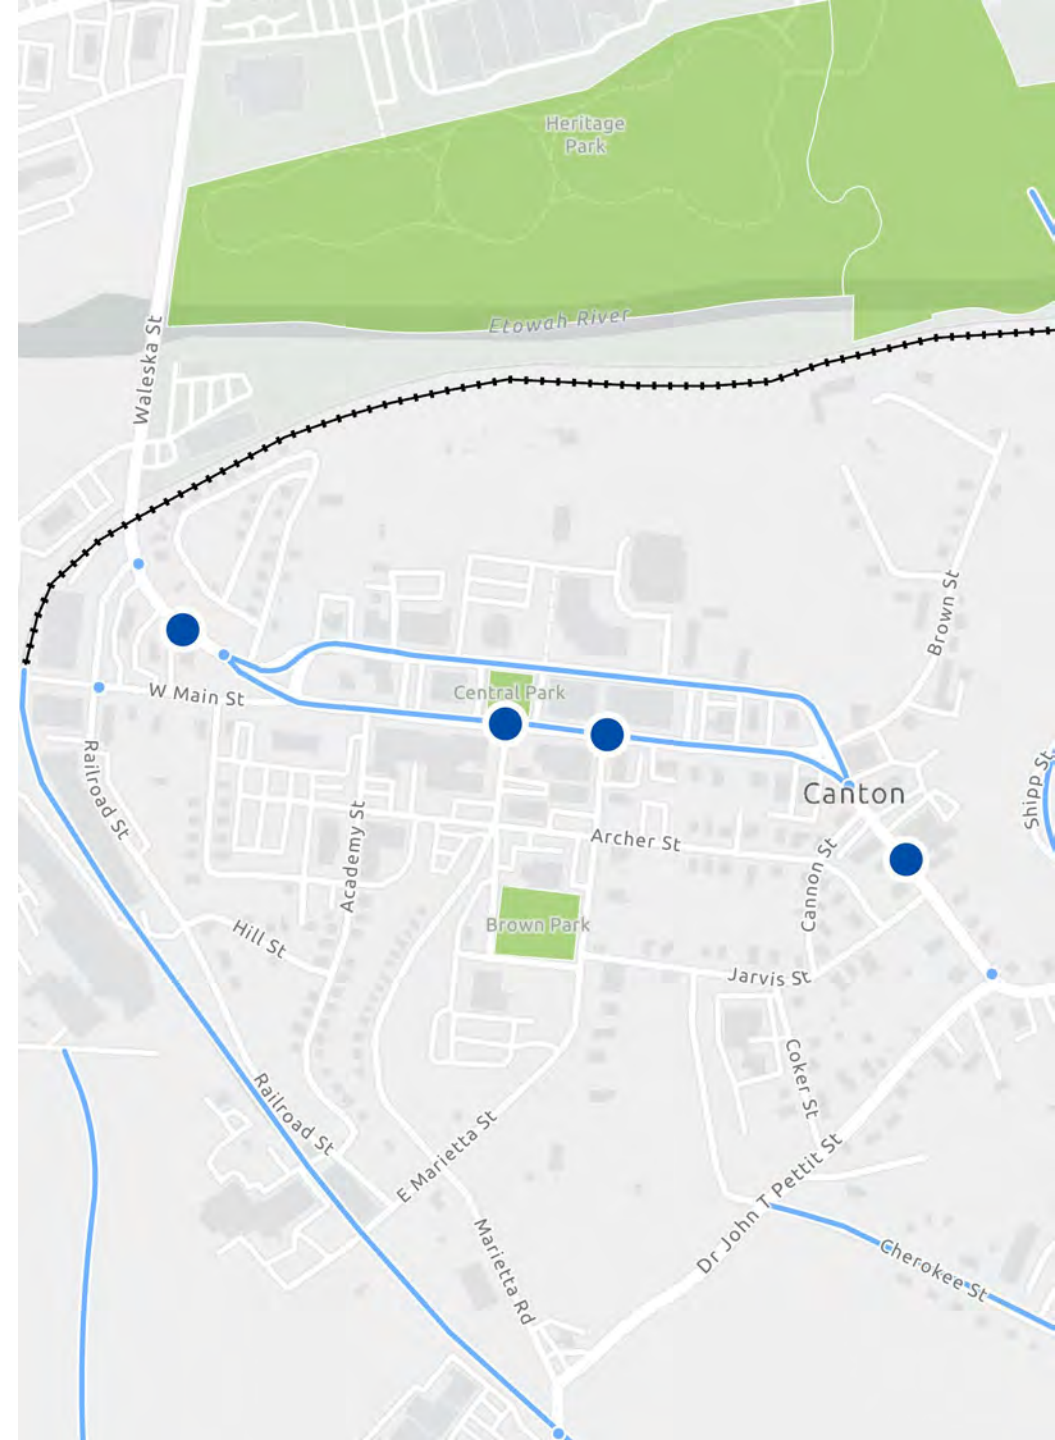 Heritage
Park
Etowah River
Waleska St
Brown St
Central Park
W Main St
Railroad St
Shipp St
Canton
Academy St
Archer St
Cannon St
Brown Park
Hill St
Jarvis St
Coker St
Railroad St
E Marietta St
Dr John T Pettit St
Marietta Rd
Cherokee St